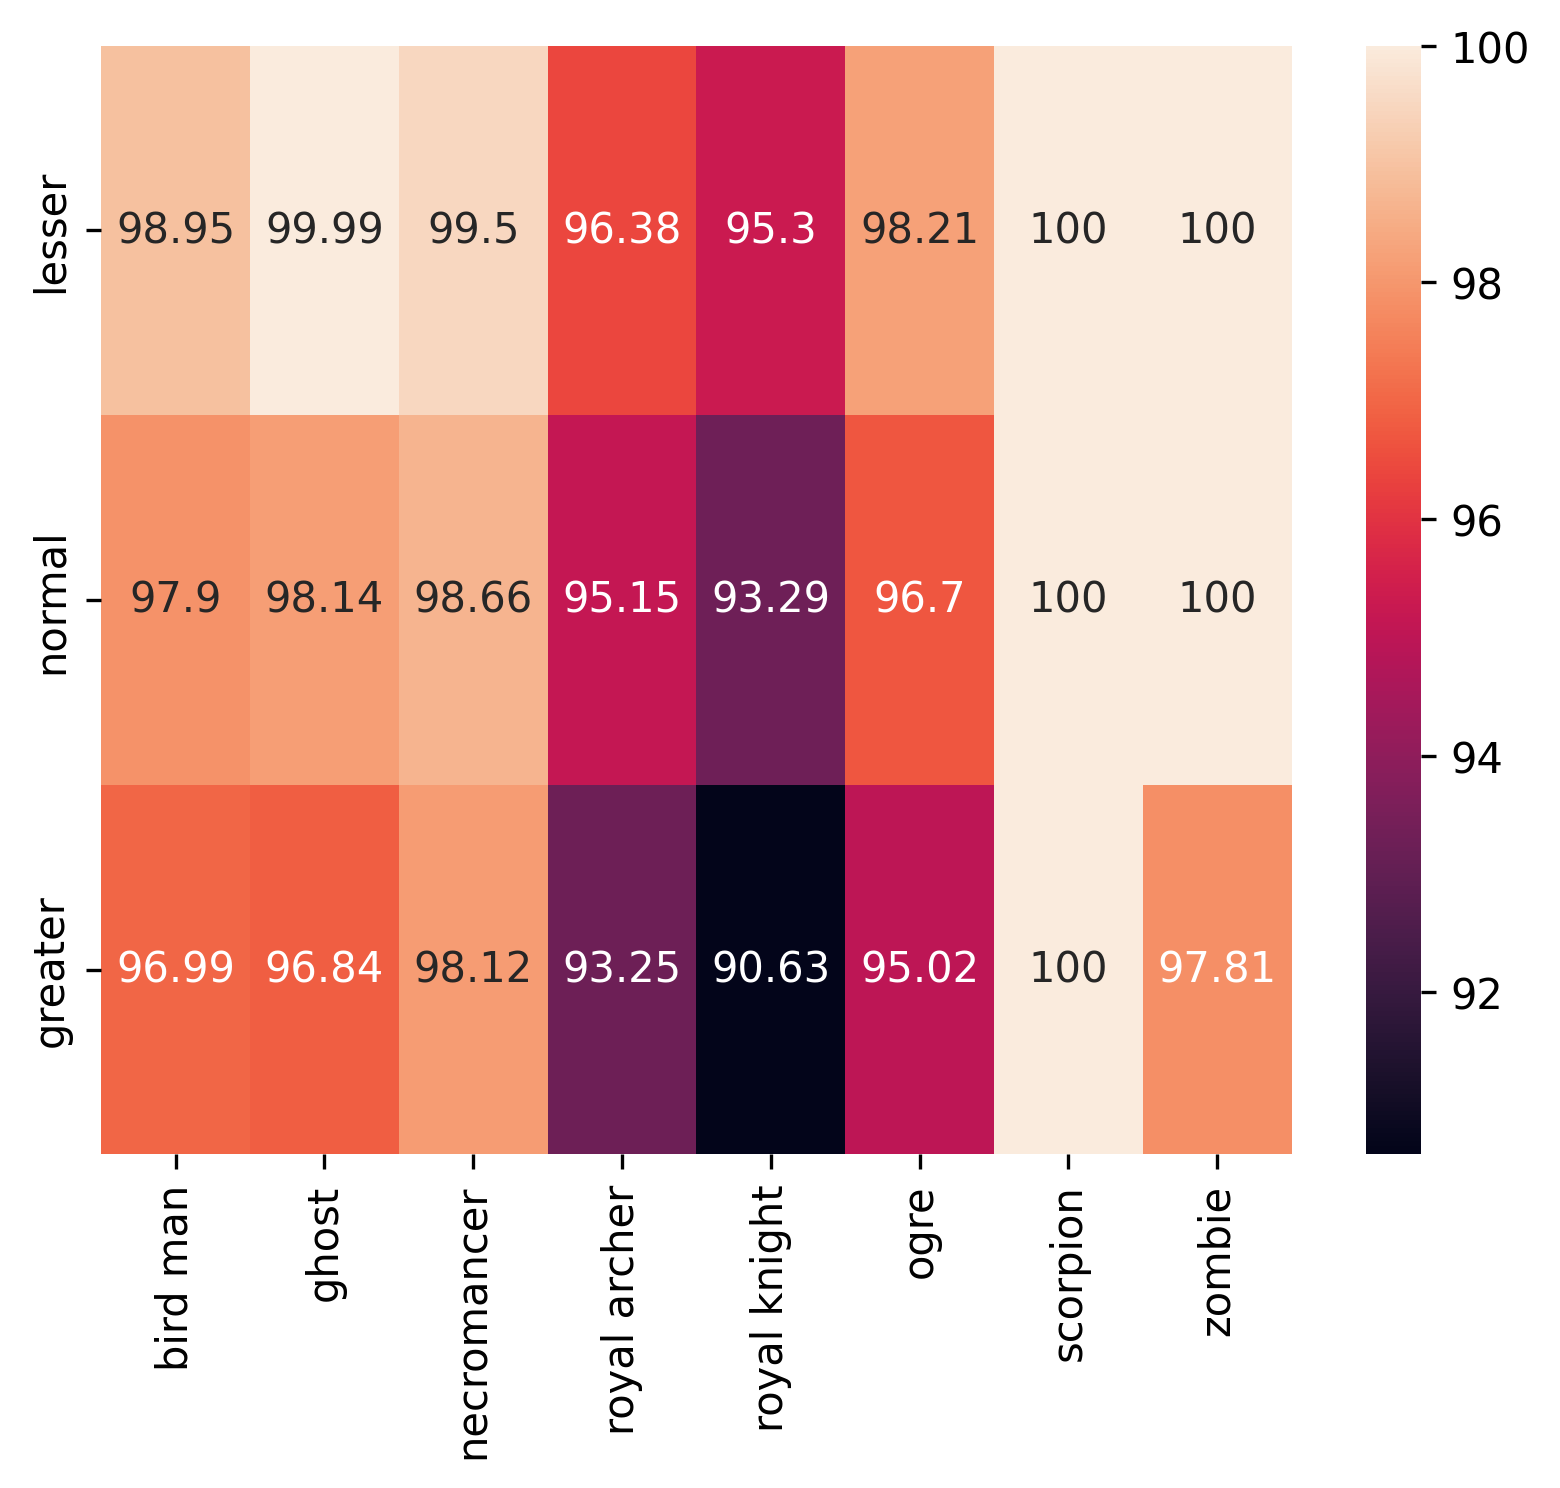 lesser 98.95 99.99 99.5 96.38 95.3 98.21 100 100
normal 97.9 98.14 98.66 95.15 93.29 96.7 100 100
greater 96.99 96.84 98.12 93.25 90.63 95.02 100 97.81
bird man
ghost
necromancer
royal archer
royal knight
ogre
scorpion
zombie
100
98
96
94
92